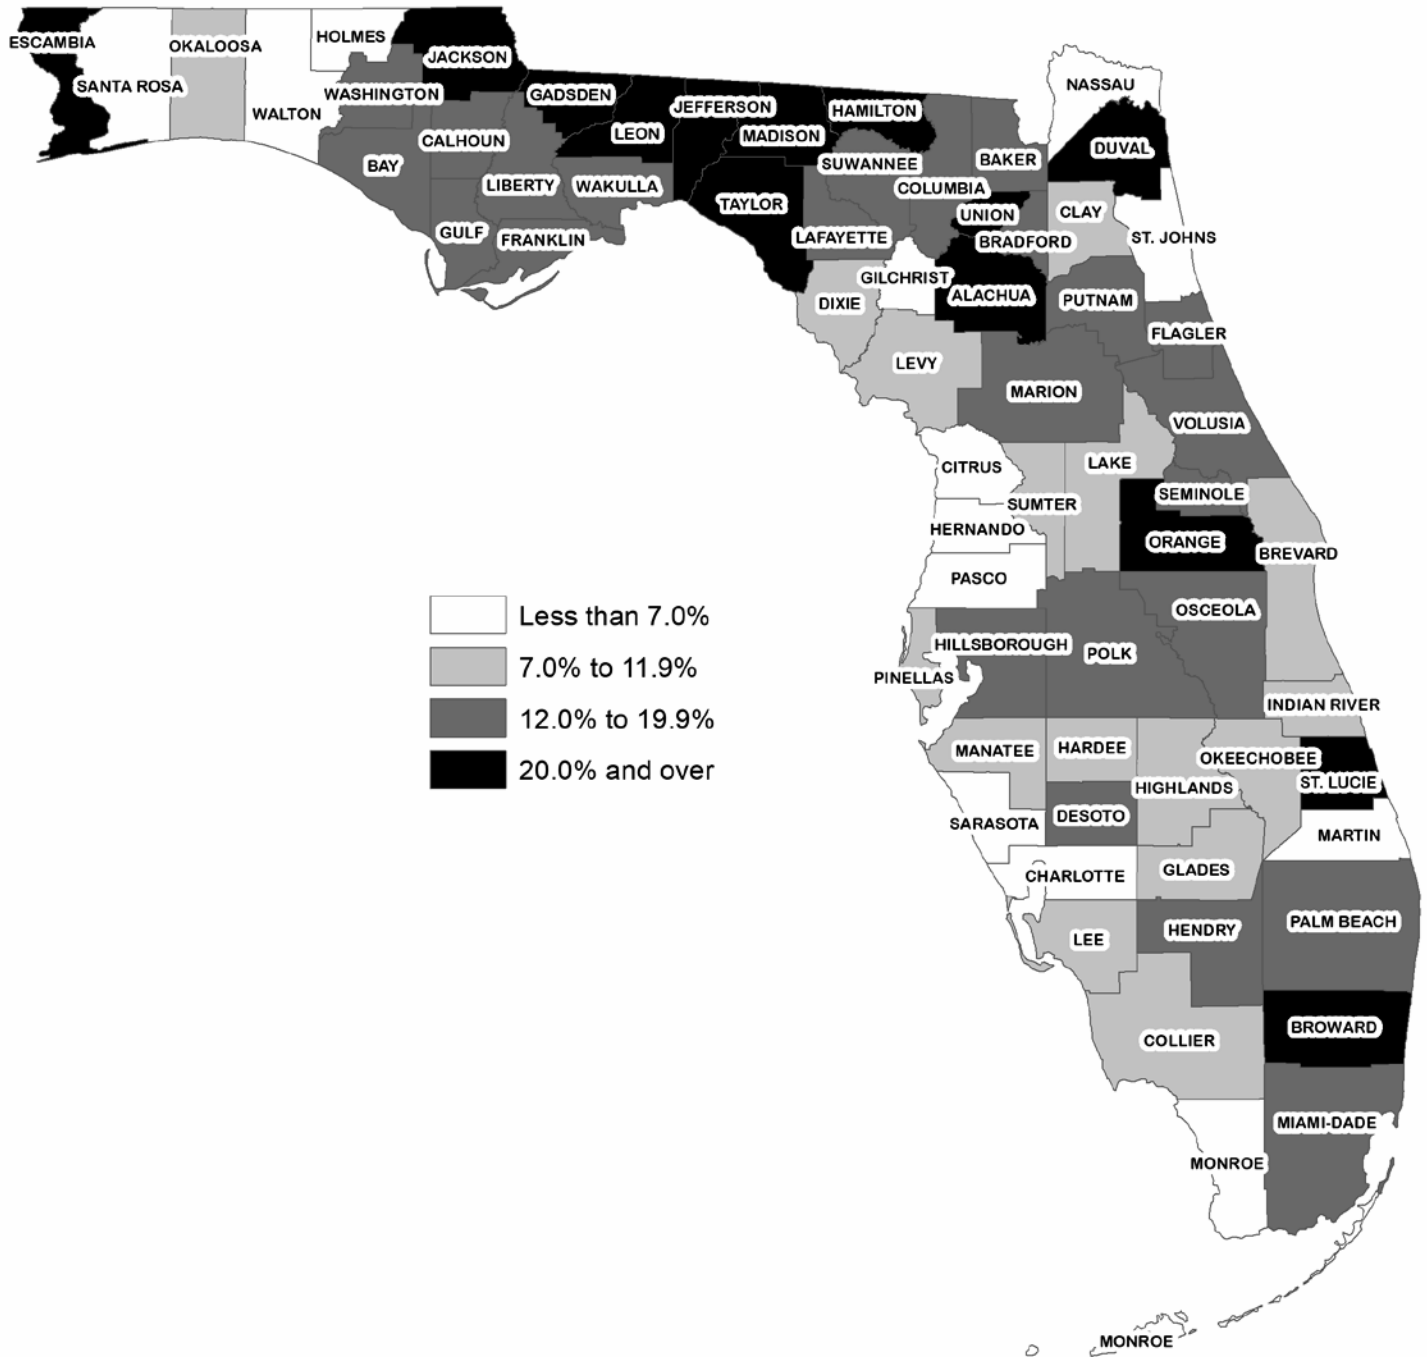 HOLMES
ESCAMBIA
OKALOOSA
JACKSON
SANTA ROSA
WASHINGTON
GADSDEN
NASSAU
WALTON
JEFFERSON
HAMILTON
LEON
MADISON
CALHOUN
DUVAL
BAY
SUWANNEE
BAKER
LIBERTY
WAKULLA
COLUMBIA
TAYLOR
UNION
CLAY
GULF
FRANKLIN
LAFAYETTE
BRADFORD
ST. JOHNS
GILCHRIST
DIXIE
ALACHUA
PUTNAM
FLAGLER
LEVY
MARION
VOLUSIA
CITRUS
LAKE
SUMTER
SEMINOLE
HERNANDO
ORANGE
BREVARD
PASCO
OSCEOLA
Less than 7.0%
7.0% to 11.9%
12.0% to 19.9%
20.0% and over
HILLSBOROUGH
POLK
PINELLAS
INDIAN RIVER
MANATEE
HARDEE
OKEECHOBEE
HIGHLANDS
ST. LUCIE
SARASOTA
DESOTO
MARTIN
CHARLOTTE
GLADES
LEE
HENDRY
PALM BEACH
COLLIER
BROWARD
MIAMI-DADE
MONROE
MONROE